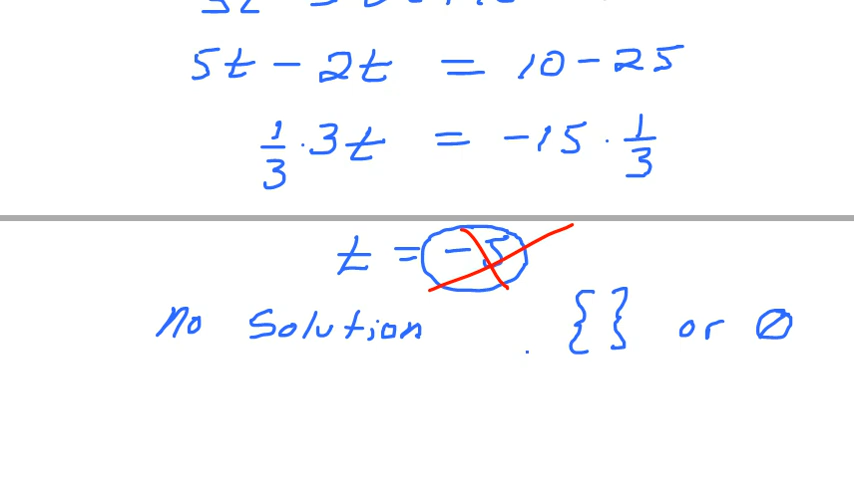 5t - 2t = 10 - 25
1/3 · 3t = -15 · 1/3
t = -5
no solution . { } or ∅